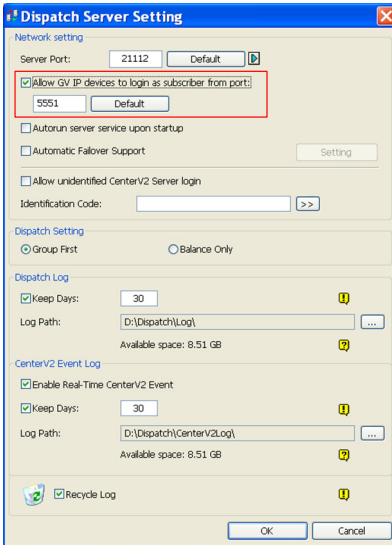 Dispatch Server Setting
Network setting
Server Port: 21112 Default
Allow GV IP devices to login as subscriber from port:
5551 Default
Autorun server service upon startup
Automatic Failover Support Setting
Allow unidentified CenterV2 Server login
Identification Code: >>
Dispatch Setting
Group First Balance Only
Dispatch Log
Keep Days: 30
Log Path: D:\Dispatch\Log\ ...
Available space: 8.51 GB
CenterV2 Event Log
Enable Real-Time CenterV2 Event
Keep Days: 30
Log Path: D:\Dispatch\CenterV2Log\ ...
Available space: 8.51 GB
Recycle Log
OK Cancel